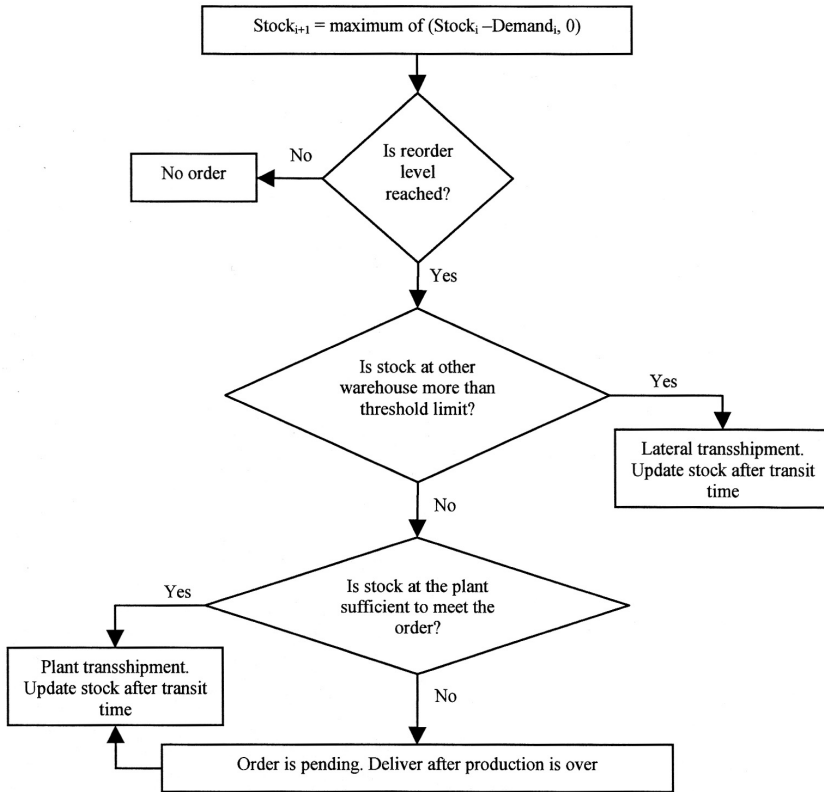 Stockᵢ₊₁ = maximum of (Stockᵢ –Demandᵢ, 0)
Is reorder
level
reached?
No
No order
Yes
Is stock at other
warehouse more than
threshold limit?
Yes
Lateral transshipment.
Update stock after transit
time
No
Is stock at the plant
sufficient to meet the
order?
Yes
Plant transshipment.
Update stock after transit
time
No
Order is pending. Deliver after production is over